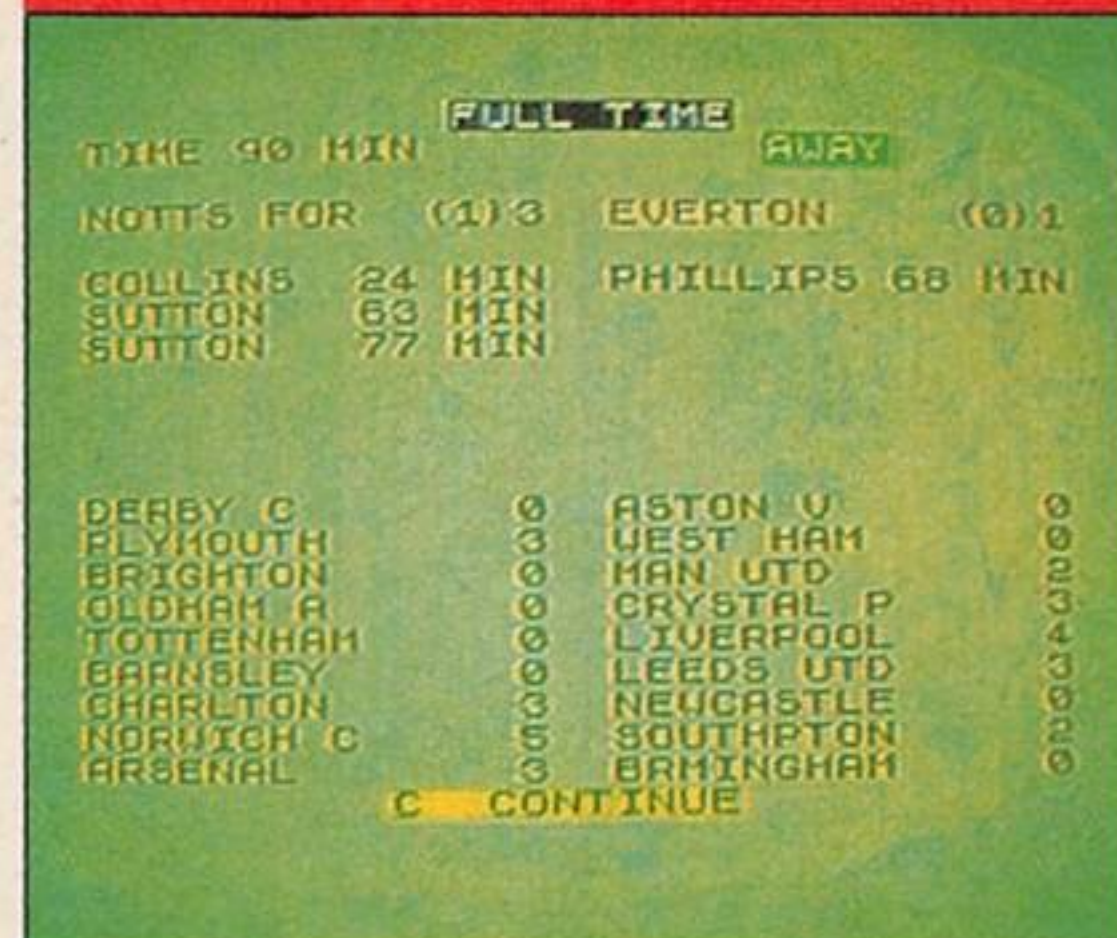 FULL TIME
TIME 90 MIN AWAY
NOTTS FOR (1)3 EVERTON (0)1
COLLINS 24 MIN PHILLIPS 68 MIN
SUTTON 63 MIN
SUTTON 77 MIN
DERBY C 0 ASTON V 0
PLYMOUTH 3 WEST HAM 0
BRIGHTON 0 MAN UTD 2
OLDHAM A 0 CRYSTAL P 3
TOTTENHAM 0 LIVERPOOL 4
BARNSLEY 0 LEEDS UTD 3
CHARLTON 3 NEWCASTLE 0
NORWICH C 5 SOUTHPTON 2
ARSENAL 3 BRMINGHAM 0
C CONTINUE